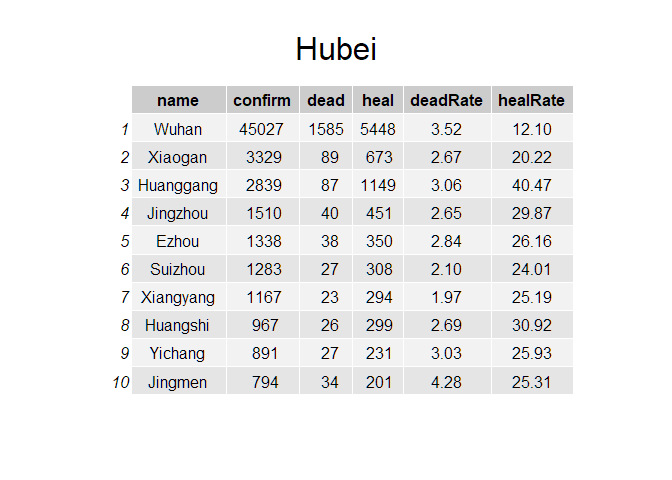 Hubei
name confirm dead heal deadRate healRate
1 Wuhan 45027 1585 5448 3.52 12.10
2 Xiaogan 3329 89 673 2.67 20.22
3 Huanggang 2839 87 1149 3.06 40.47
4 Jingzhou 1510 40 451 2.65 29.87
5 Ezhou 1338 38 350 2.84 26.16
6 Suizhou 1283 27 308 2.10 24.01
7 Xiangyang 1167 23 294 1.97 25.19
8 Huangshi 967 26 299 2.69 30.92
9 Yichang 891 27 231 3.03 25.93
10 Jingmen 794 34 201 4.28 25.31